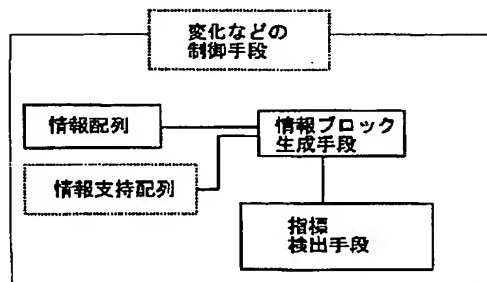 変化などの
制御手段
情報配列
情報ブロック
生成手段
情報支持配列
指標
検出手段